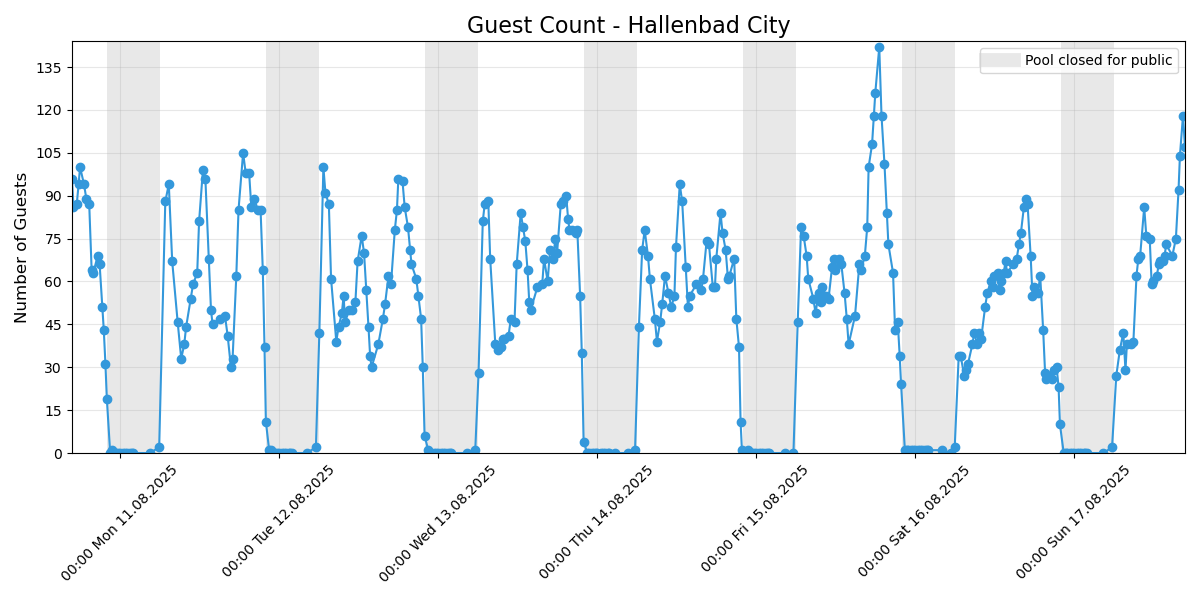 Guest Count - Hallenbad City
Pool closed for public
Number of Guests
135
120
105
90
75
60
45
30
15
0
00:00 Mon 11.08.2025
00:00 Tue 12.08.2025
00:00 Wed 13.08.2025
00:00 Thu 14.08.2025
00:00 Fri 15.08.2025
00:00 Sat 16.08.2025
00:00 Sun 17.08.2025